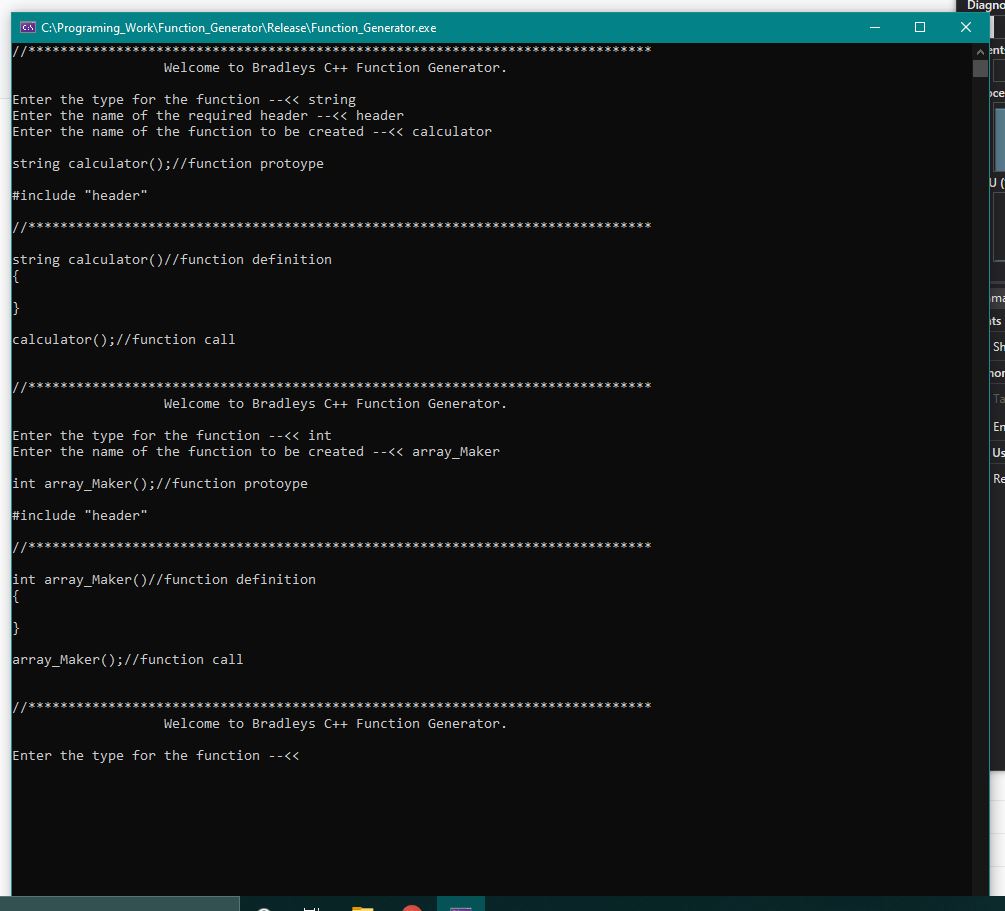 Diagno
C:\Programing_Work\Function_Generator\Release\Function_Generator.exe
//******************************************************************************
Welcome to Bradleys C++ Function Generator.
Enter the type for the function --<< string
Enter the name of the required header --<< header
Enter the name of the function to be created --<< calculator
string calculator();//function protoype
#include "header"
//******************************************************************************
string calculator()//function definition
{
}
calculator();//function call
//******************************************************************************
Welcome to Bradleys C++ Function Generator.
Enter the type for the function --<< int
Enter the name of the function to be created --<< array_Maker
int array_Maker();//function protoype
#include "header"
//******************************************************************************
int array_Maker()//function definition
{
}
array_Maker();//function call
//******************************************************************************
Welcome to Bradleys C++ Function Generator.
Enter the type for the function --<<